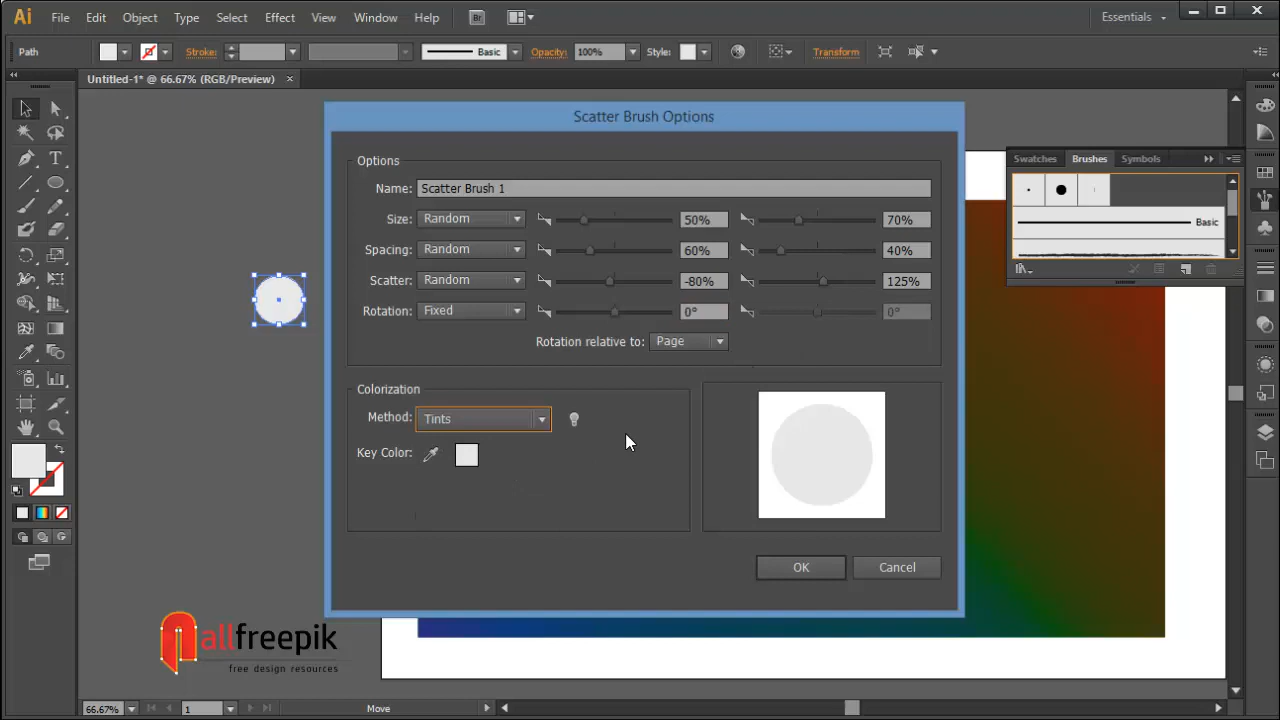 Ai File Edit Object Type Select Effect View Window Help Br Essentials
Path Stroke: Basic Opacity: 100% Style: Transform
Untitled-1* @ 66.67% (RGB/Preview) ×
Scatter Brush Options
Options
Swatches Brushes Symbols
Name: Scatter Brush 1
Size: Random 50% 70%
Basic
Spacing: Random 60% 40%
Scatter: Random -80% 125%
Rotation: Fixed 0° 0°
Rotation relative to: Page
Colorization
Method: Tints
Key Color:
OK Cancel
allfreepik
free design resources
66.67% 1 Move